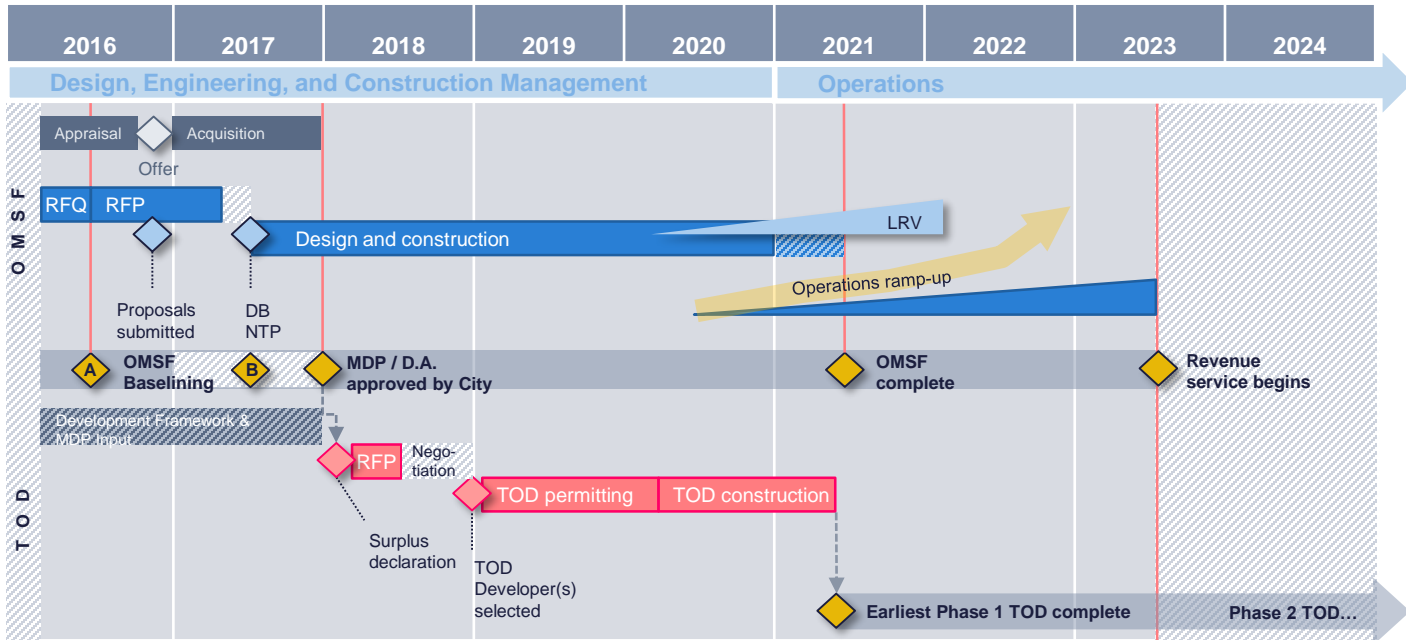 2016 2017 2018 2019 2020 2021 2022 2023 2024
Design, Engineering, and Construction Management Operations
Appraisal Acquisition
Offer
OMSF
RFQ RFP
Design and construction
LRV
Operations ramp-up
Proposals
submitted
DB
NTP
A
OMSF
Baselining
B
MDP / D.A.
approved by City
OMSF
complete
Revenue
service begins
Development Framework &
MDP Input
TOD
RFP
Nego-
tiation
TOD permitting
TOD construction
Surplus
declaration
TOD
Developer(s)
selected
Earliest Phase 1 TOD complete
Phase 2 TOD…